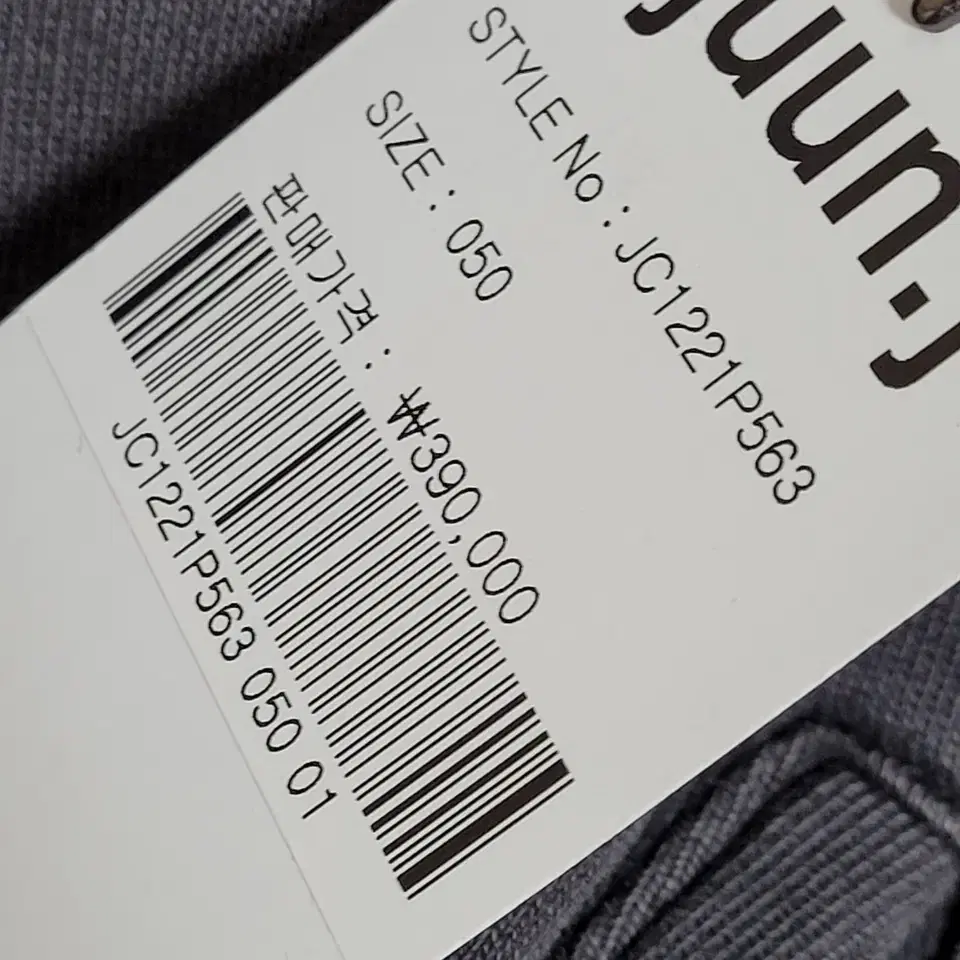 juun.j
STYLE No : JC1221P563
SIZE : 050
판매가격 : ₩390,000
JC1221P563 050 01